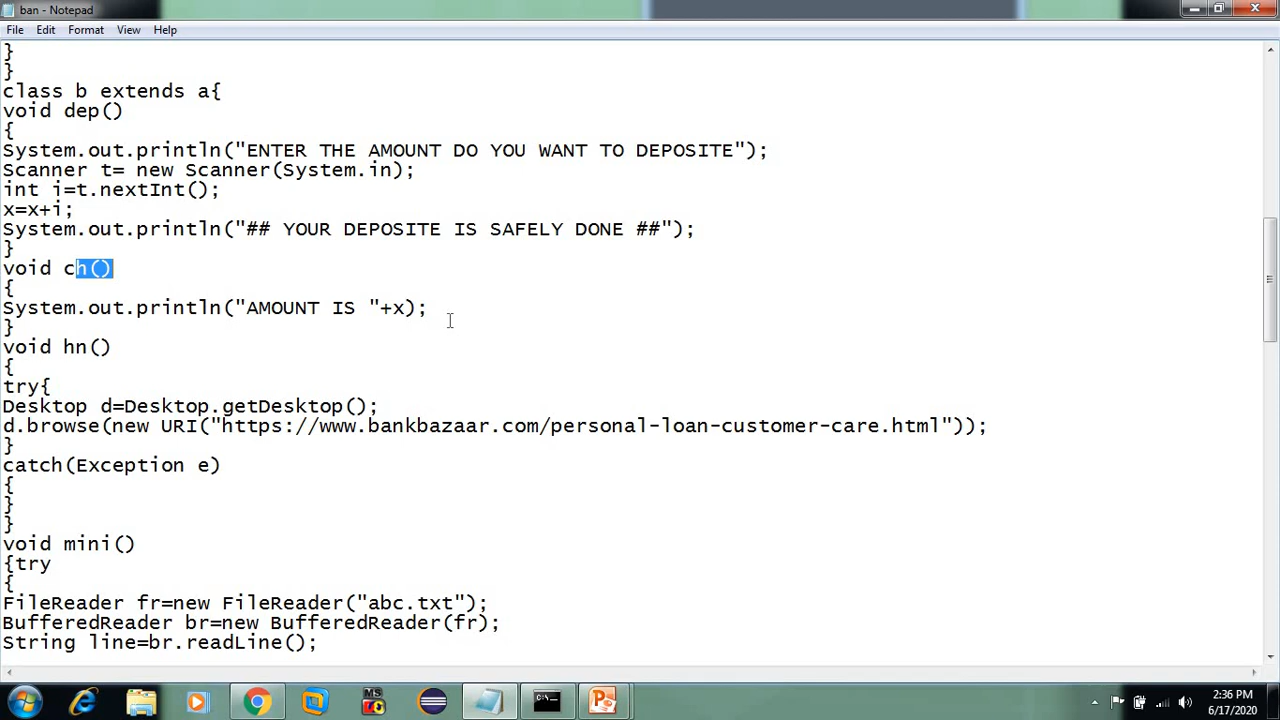 ban - Notepad
File Edit Format View Help
}
}
class b extends a{
void dep()
{
System.out.println("ENTER THE AMOUNT DO YOU WANT TO DEPOSITE");
Scanner t= new Scanner(System.in);
int i=t.nextInt();
x=x+i;
System.out.println("## YOUR DEPOSITE IS SAFELY DONE ##");
}
void ch()
{
System.out.println("AMOUNT IS "+x);
}
void hn()
{
try{
Desktop d=Desktop.getDesktop();
d.browse(new URI("https://www.bankbazaar.com/personal-loan-customer-care.html"));
}
catch(Exception e)
{
}
}
void mini()
{try
{
FileReader fr=new FileReader("abc.txt");
BufferedReader br=new BufferedReader(fr);
String line=br.readLine();
MS
2:36 PM
6/17/2020